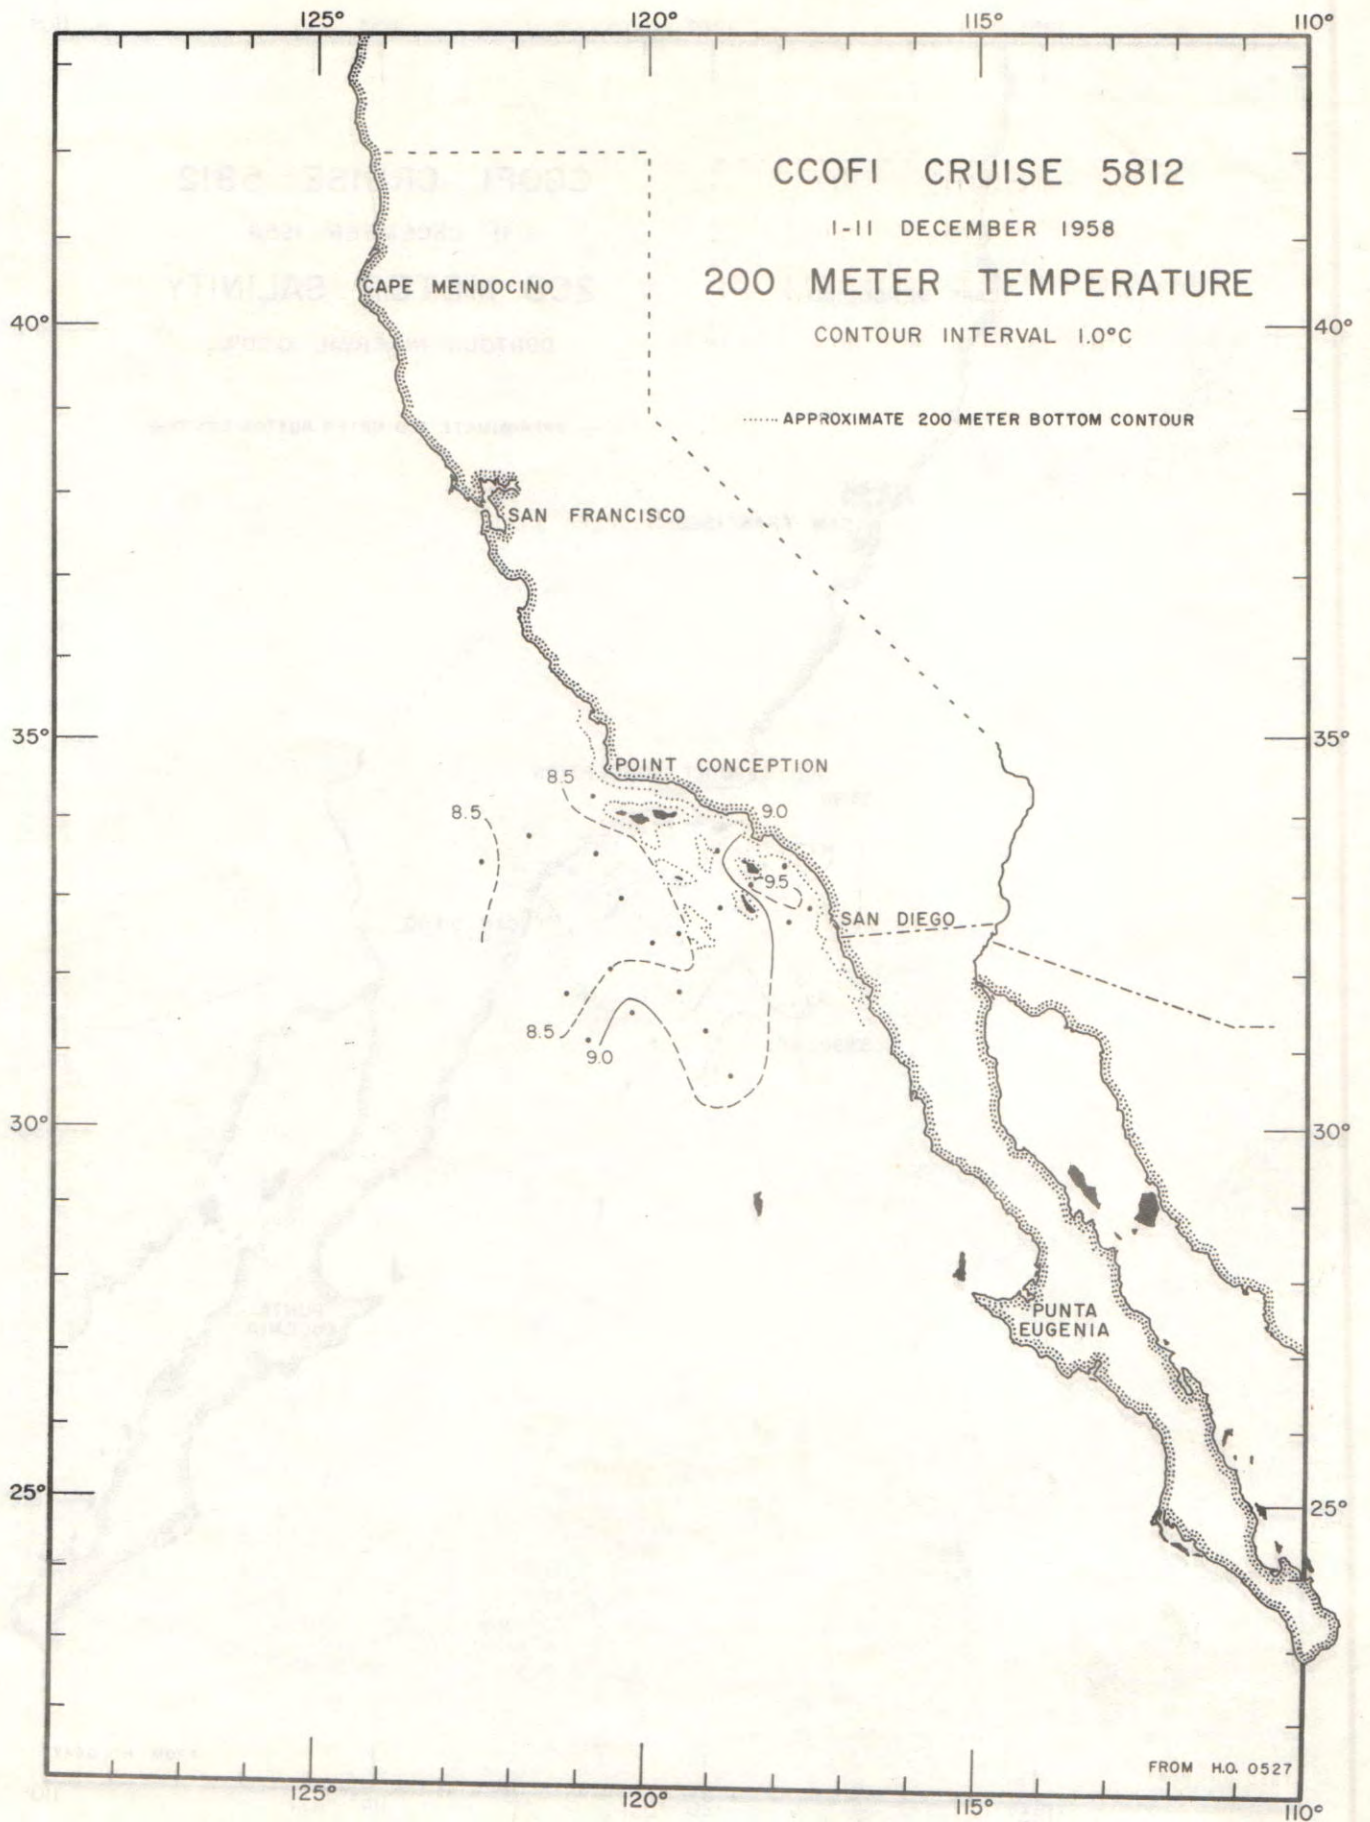 125° 120° 115° 110°
CCOFI CRUISE 5812
1-11 DECEMBER 1958
200 METER TEMPERATURE
CONTOUR INTERVAL 1.0°C
CAPE MENDOCINO
40° 40°
APPROXIMATE 200 METER BOTTOM CONTOUR
SAN FRANCISCO
35° 35°
POINT CONCEPTION
8.5
8.5
9.0
9.5
SAN DIEGO
8.5
9.0
30° 30°
PUNTA
EUGENIA
25° 25°
FROM H.O. 0527
125° 120° 115° 110°